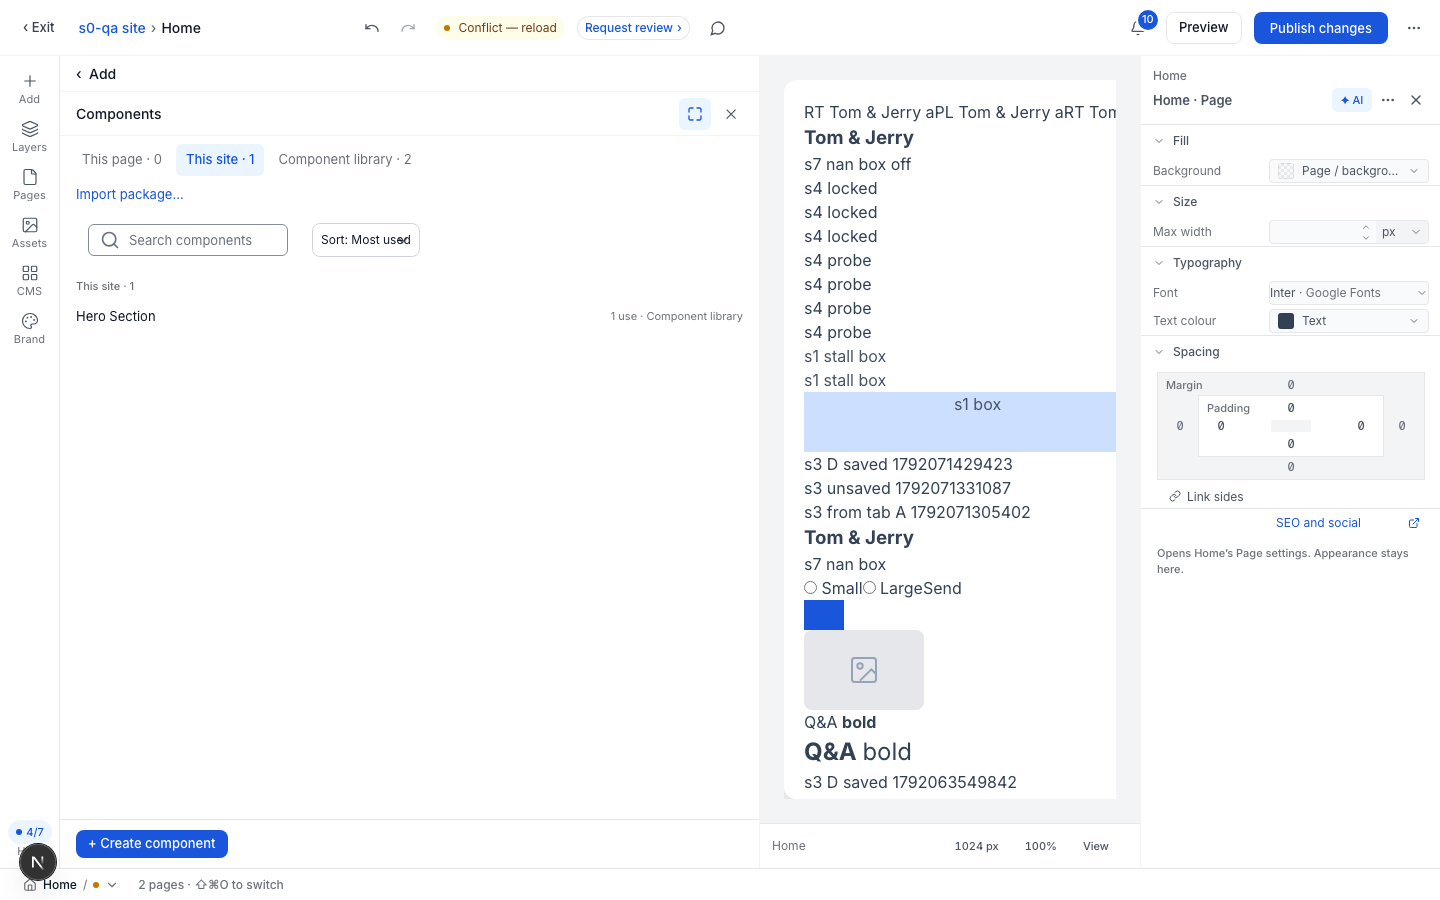 ‹ Exit
s0-qa site › Home
Conflict — reload
Request review ›
10
Preview
Publish changes
Add
Layers
Pages
Assets
CMS
Brand
4/7
N
‹ Add
Components
This page · 0
This site · 1
Component library · 2
Import package...
Search components
Sort: Most used
This site · 1
Hero Section
1 use · Component library
+ Create component
RT Tom & Jerry aPL Tom & Jerry aRT Tom
Tom & Jerry
s7 nan box off
s4 locked
s4 locked
s4 locked
s4 probe
s4 probe
s4 probe
s4 probe
s1 stall box
s1 stall box
s1 box
s3 D saved 1792071429423
s3 unsaved 1792071331087
s3 from tab A 1792071305402
Tom & Jerry
s7 nan box
Small Large Send
Q&A bold
Q&A bold
s3 D saved 1792063549842
Home
1024 px
100%
View
Home
Home · Page
AI
Fill
Background
Page / backgro...
Size
Max width
px
Typography
Font
Inter · Google Fonts
Text colour
Text
Spacing
Margin
0
Padding
0
0
0
0
0
0
0
Link sides
SEO and social
Opens Home's Page settings. Appearance stays
here.
Home /
2 pages · ⇧⌘O to switch